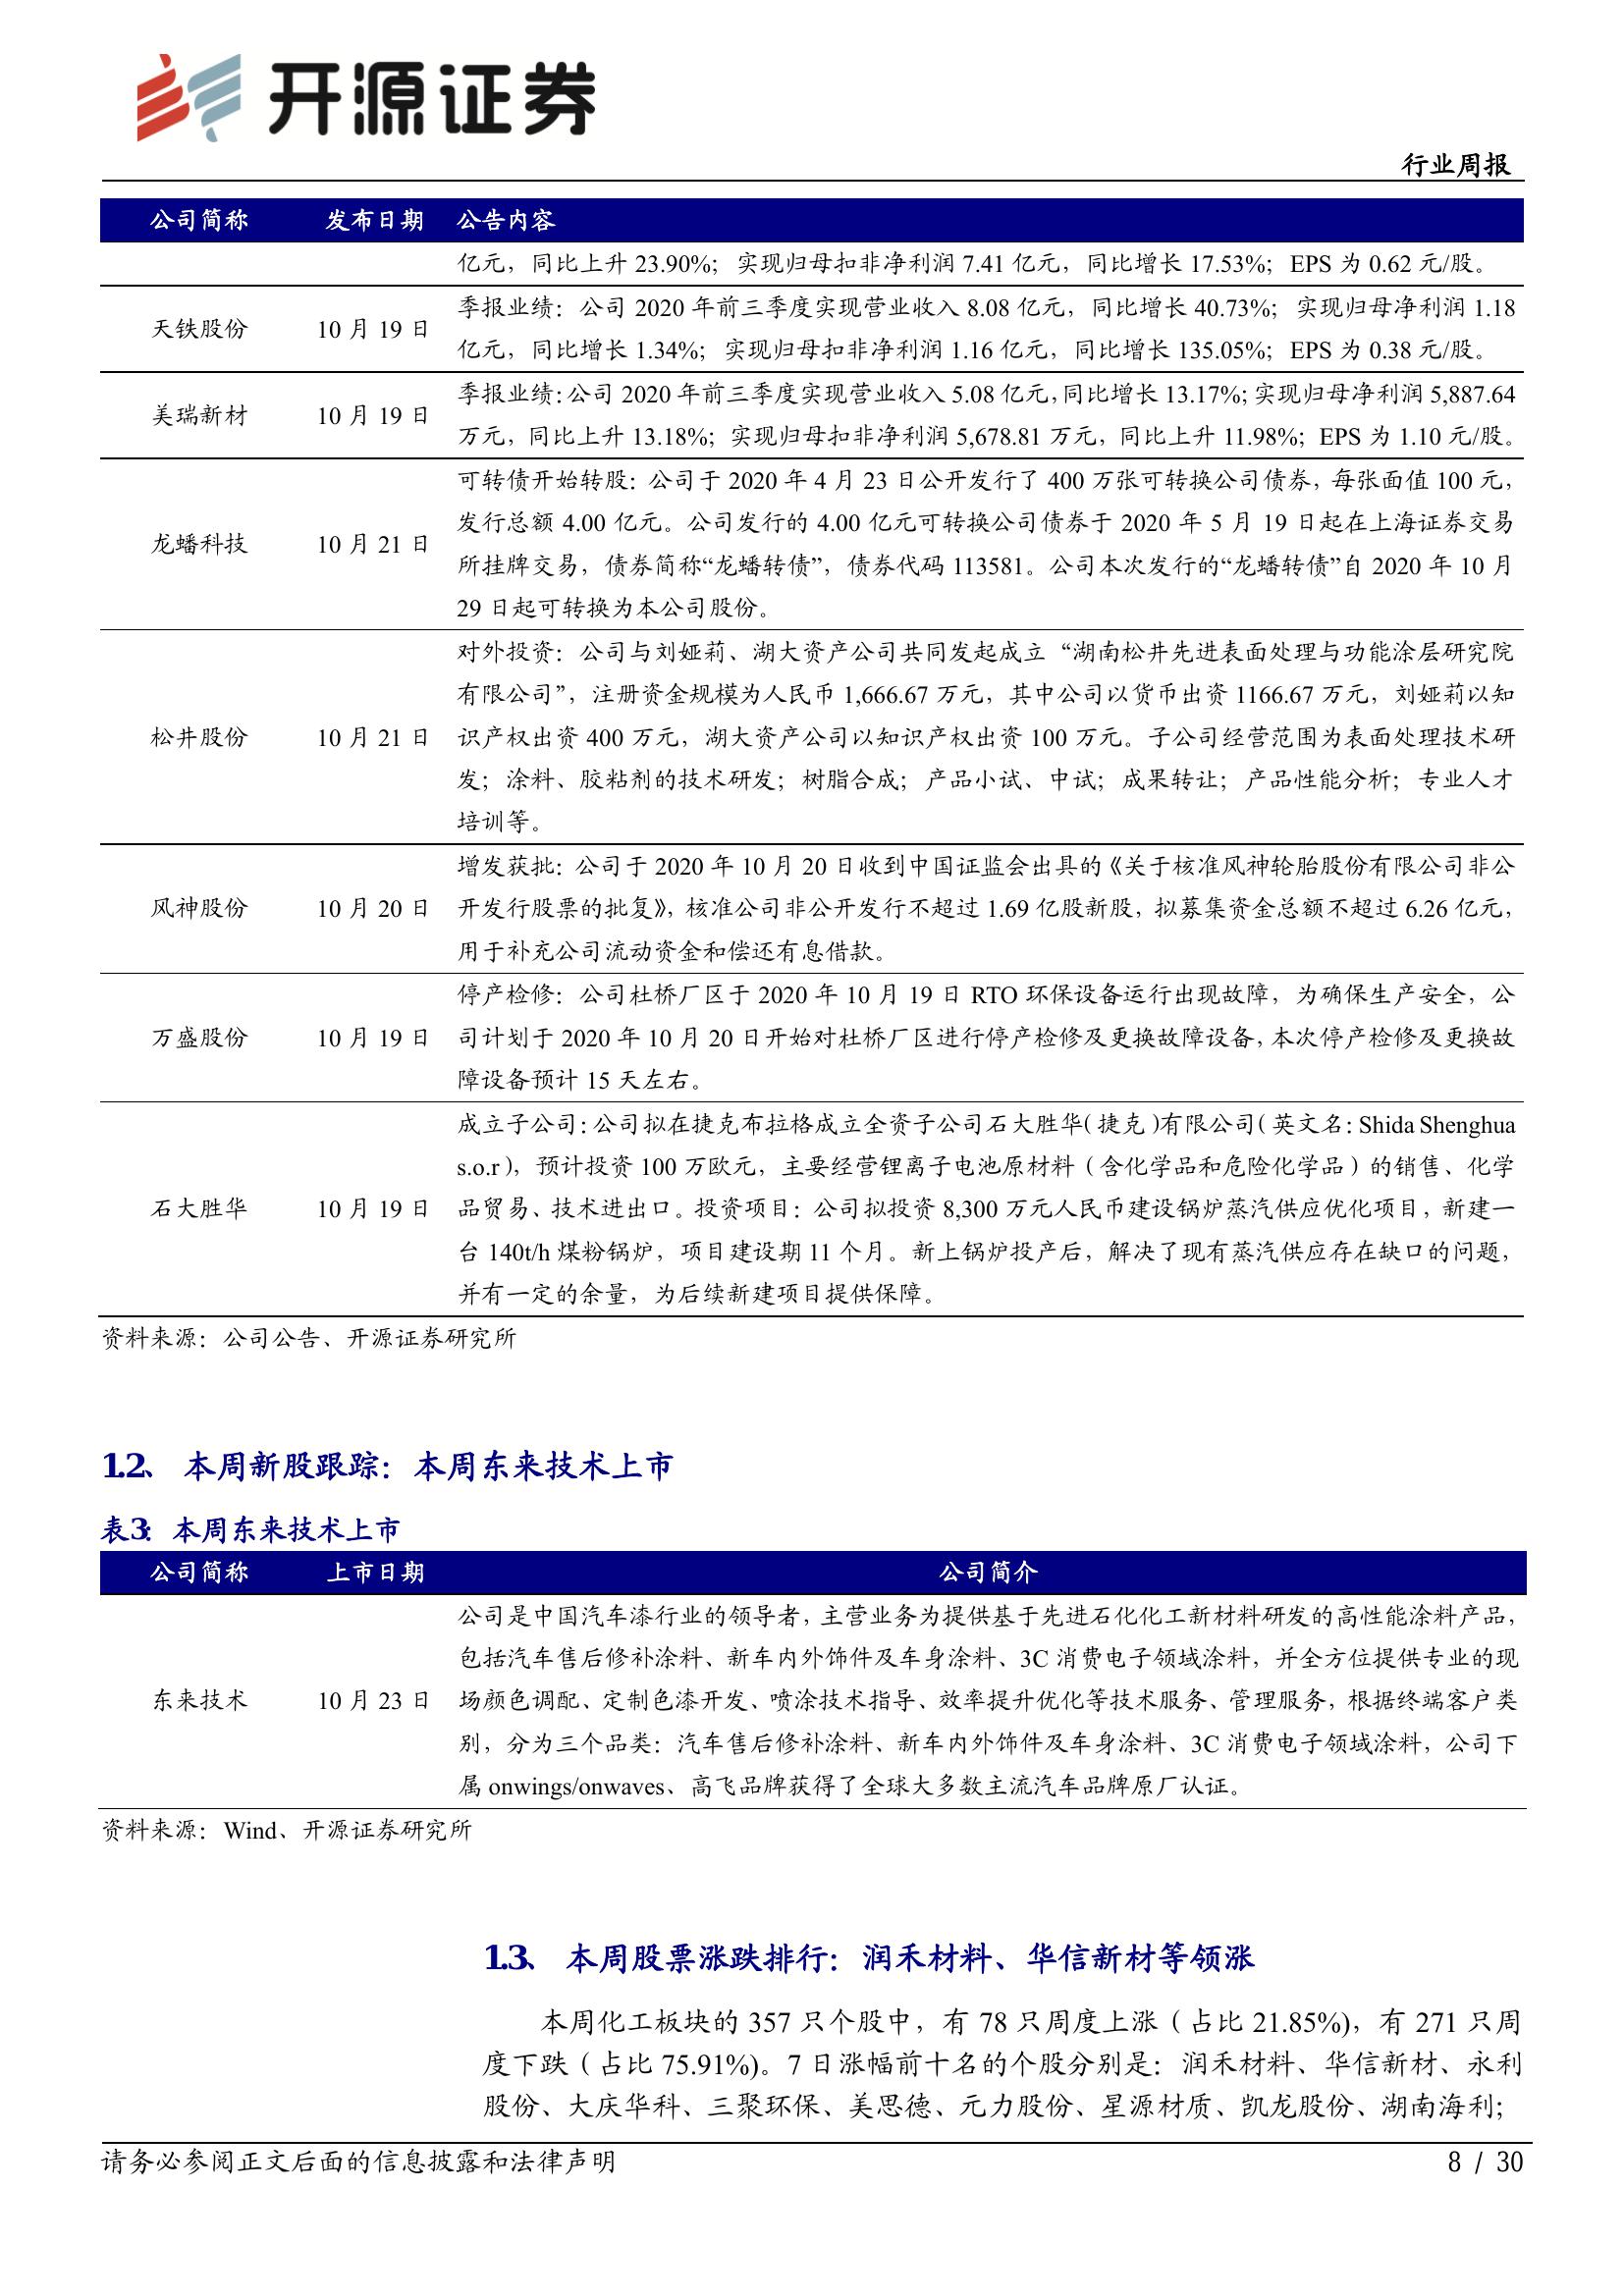 开源证券
行业周报
公司简称 发布日期 公告内容
亿元，同比上升 23.90%；实现归母扣非净利润 7.41 亿元，同比增长 17.53%；EPS 为 0.62 元/股。
天铁股份 10 月 19 日
季报业绩：公司 2020 年前三季度实现营业收入 8.08 亿元，同比增长 40.73%；实现归母净利润 1.18
亿元，同比增长 1.34%；实现归母扣非净利润 1.16 亿元，同比增长 135.05%；EPS 为 0.38 元/股。
美瑞新材 10 月 19 日
季报业绩：公司 2020 年前三季度实现营业收入 5.08 亿元，同比增长 13.17%；实现归母净利润 5,887.64
万元，同比上升 13.18%；实现归母扣非净利润 5,678.81 万元，同比上升 11.98%；EPS 为 1.10 元/股。
龙蟠科技 10 月 21 日
可转债开始转股：公司于 2020 年 4 月 23 日公开发行了 400 万张可转换公司债券，每张面值 100 元，
发行总额 4.00 亿元。公司发行的 4.00 亿元可转换公司债券于 2020 年 5 月 19 日起在上海证券交易
所挂牌交易，债券简称“龙蟠转债”，债券代码 113581。公司本次发行的“龙蟠转债”自 2020 年 10 月
29 日起可转换为本公司股份。
松井股份 10 月 21 日
对外投资：公司与刘娅莉、湖大资产公司共同发起成立“湖南松井先进表面处理与功能涂层研究院
有限公司”，注册资金规模为人民币 1,666.67 万元，其中公司以货币出资 1166.67 万元，刘娅莉以知
识产权出资 400 万元，湖大资产公司以知识产权出资 100 万元。子公司经营范围为表面处理技术研
发；涂料、胶粘剂的技术研发；树脂合成；产品小试、中试；成果转让；产品性能分析；专业人才
培训等。
风神股份 10 月 20 日
增发获批：公司于 2020 年 10 月 20 日收到中国证监会出具的《关于核准风神轮胎股份有限公司非公
开发行股票的批复》，核准公司非公开发行不超过 1.69 亿股新股，拟募集资金总额不超过 6.26 亿元，
用于补充公司流动资金和偿还有息借款。
万盛股份 10 月 19 日
停产检修：公司杜桥厂区于 2020 年 10 月 19 日 RTO 环保设备运行出现故障，为确保生产安全，公
司计划于 2020 年 10 月 20 日开始对杜桥厂区进行停产检修及更换故障设备，本次停产检修及更换故
障设备预计 15 天左右。
石大胜华 10 月 19 日
成立子公司：公司拟在捷克布拉格成立全资子公司石大胜华（捷克）有限公司（英文名：Shida Shenghua
s.o.r），预计投资 100 万欧元，主要经营锂离子电池原材料（含化学品和危险化学品）的销售、化学
品贸易、技术进出口。投资项目：公司拟投资 8,300 万元人民币建设锅炉蒸汽供应优化项目，新建一
台 140t/h 煤粉锅炉，项目建设期 11 个月。新上锅炉投产后，解决了现有蒸汽供应存在缺口的问题，
并有一定的余量，为后续新建项目提供保障。
资料来源：公司公告、开源证券研究所
1.2、 本周新股跟踪：本周东来技术上市
表3：本周东来技术上市
公司简称 上市日期 公司简介
东来技术 10 月 23 日
公司是中国汽车漆行业的领导者，主营业务为提供基于先进石化化工新材料研发的高性能涂料产品，
包括汽车售后修补涂料、新车内外饰件及车身涂料、3C 消费电子领域涂料，并全方位提供专业的现
场颜色调配、定制色漆开发、喷涂技术指导、效率提升优化等技术服务、管理服务，根据终端客户类
别，分为三个品类：汽车售后修补涂料、新车内外饰件及车身涂料、3C 消费电子领域涂料，公司下
属 onwings/onwaves、高飞品牌获得了全球大多数主流汽车品牌原厂认证。
资料来源：Wind、开源证券研究所
1.3、 本周股票涨跌排行：润禾材料、华信新材等领涨
本周化工板块的 357 只个股中，有 78 只周度上涨（占比 21.85%），有 271 只周
度下跌（占比 75.91%）。7 日涨幅前十名的个股分别是：润禾材料、华信新材、永利
股份、大庆华科、三聚环保、美思德、元力股份、星源材质、凯龙股份、湖南海利；
请务必参阅正文后面的信息披露和法律声明 8 / 30